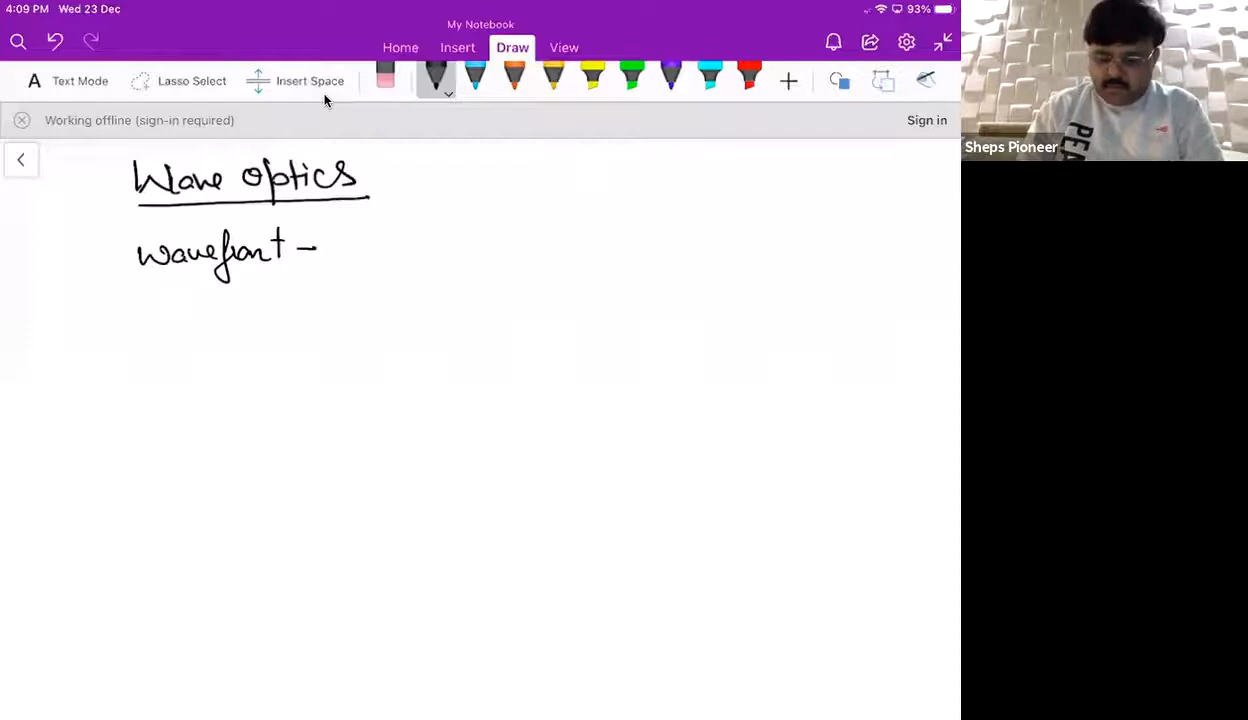 4:09 PM Wed 23 Dec
93%
My Notebook
Home Insert Draw View
A Text Mode Lasso Select Insert Space
Working offline (sign-in required)
Sign in
Wave optics
wavefront -
PEA
Sheps Pioneer